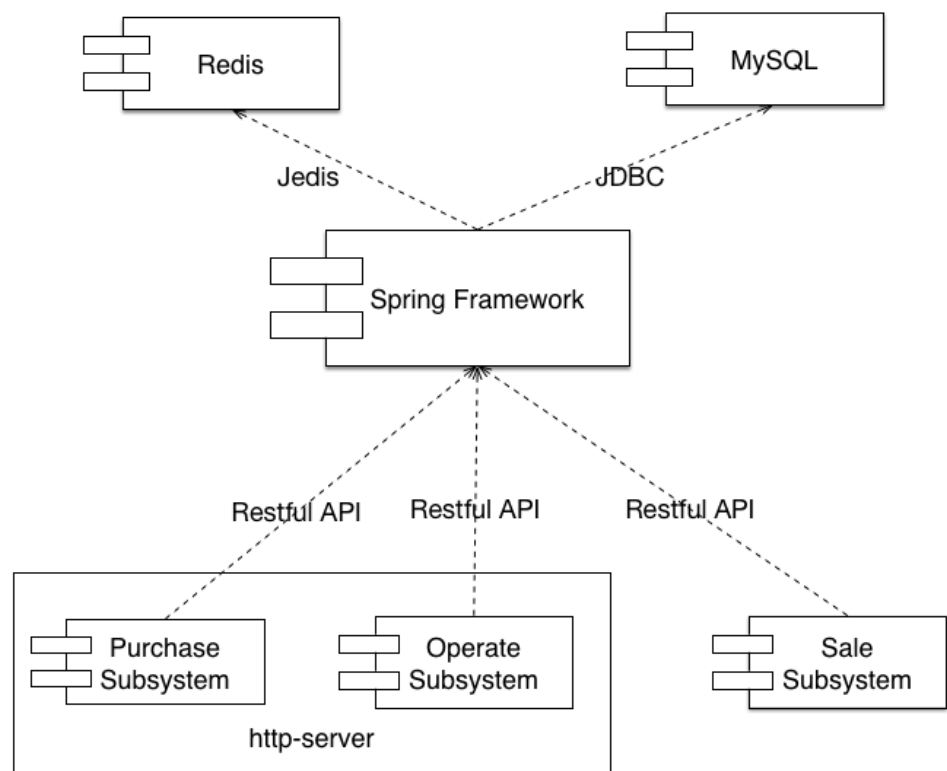 Redis
MySQL
Jedis
JDBC
Spring Framework
Restful API
Restful API
Restful API
Purchase
Subsystem
Operate
Subsystem
Sale
Subsystem
http-server